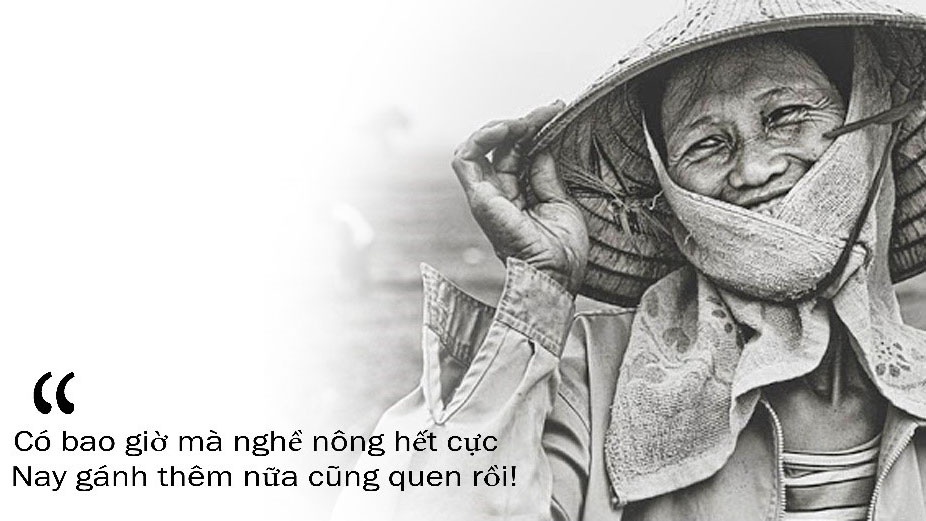 “
Có bao giờ mà nghề nông hết cực
Nay gánh thêm nữa cũng quen rồi!